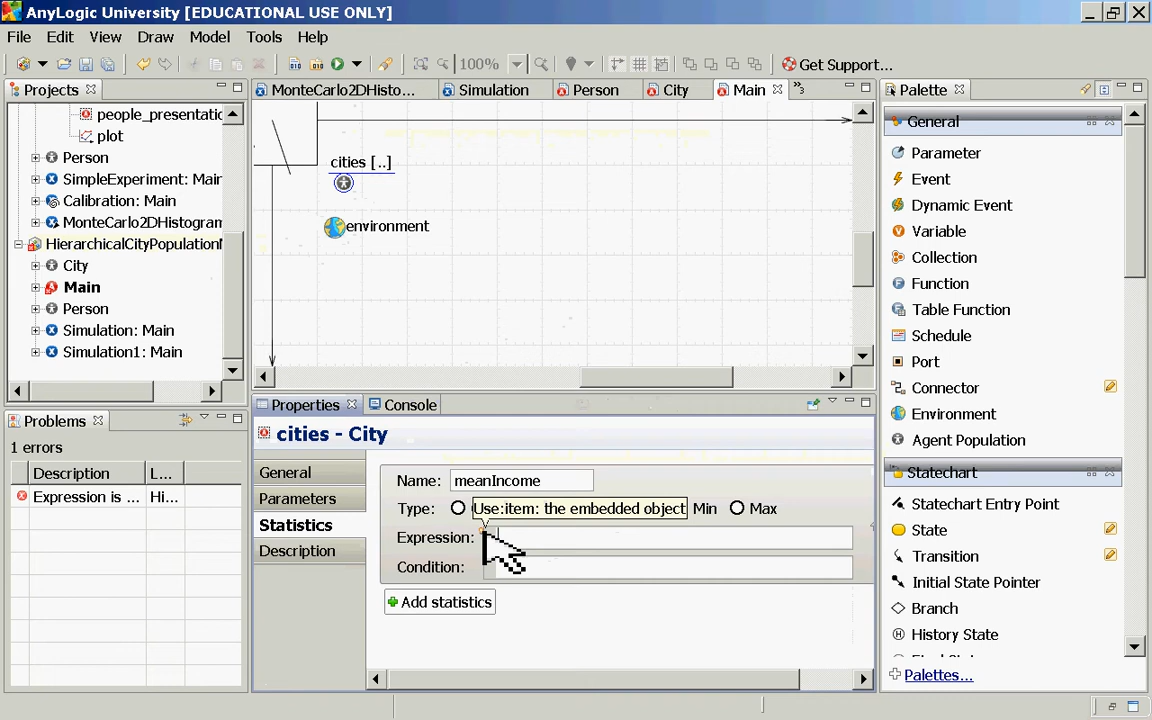 AnyLogic University [EDUCATIONAL USE ONLY]
File Edit View Draw Model Tools Help
100% Get Support...
Projects
people_presentatio
plot
Person
SimpleExperiment: Main
Calibration: Main
MonteCarlo2DHistogram
HierarchicalCityPopulation
City
Main
Person
Simulation: Main
Simulation1: Main
Problems
1 errors
Description L...
Expression is ... Hi...
MonteCarlo2DHisto... Simulation Person City Main 3
cities [..]
environment
Properties Console
cities - City
General
Parameters
Statistics
Description
Name: meanIncome
Type: Use:item: the embedded object Min Max
Expression:
Condition:
Add statistics
Palette
General
Parameter
Event
Dynamic Event
Variable
Collection
Function
Table Function
Schedule
Port
Connector
Environment
Agent Population
Statechart
Statechart Entry Point
State
Transition
Initial State Pointer
Branch
History State
Palettes...